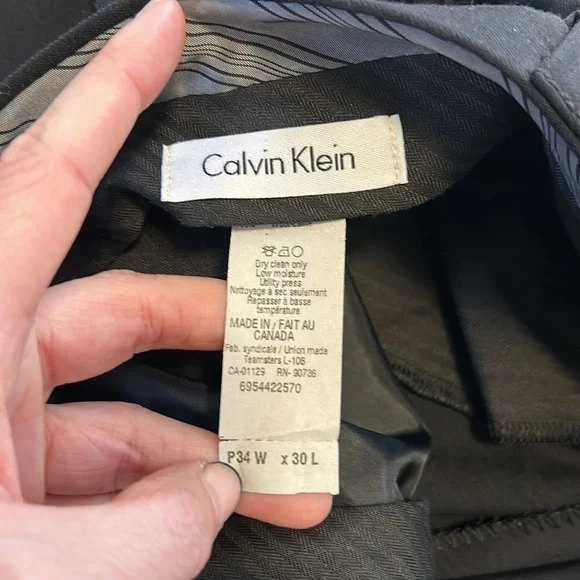 Calvin Klein
Dry clean only
Low moisture
Utility press
Nettoyage à sec seulement
Repasser à basse
température
MADE IN / FAIT AU
CANADA
Fab. syndicale / Union made
Teamsters L-106
CA-01129 RN- 90736
6954422570
P34 W x 30 L